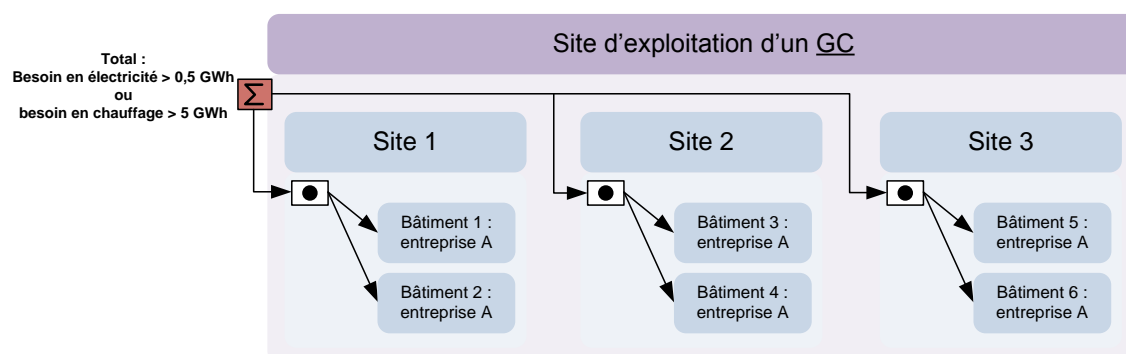 Site d'exploitation d'un GC
Total :
Besoin en électricité > 0,5 GWh
ou
besoin en chauffage > 5 GWh
Σ
Site 1
Site 2
Site 3
Bâtiment 1 :
entreprise A
Bâtiment 3 :
entreprise A
Bâtiment 5 :
entreprise A
Bâtiment 2 :
entreprise A
Bâtiment 4 :
entreprise A
Bâtiment 6 :
entreprise A